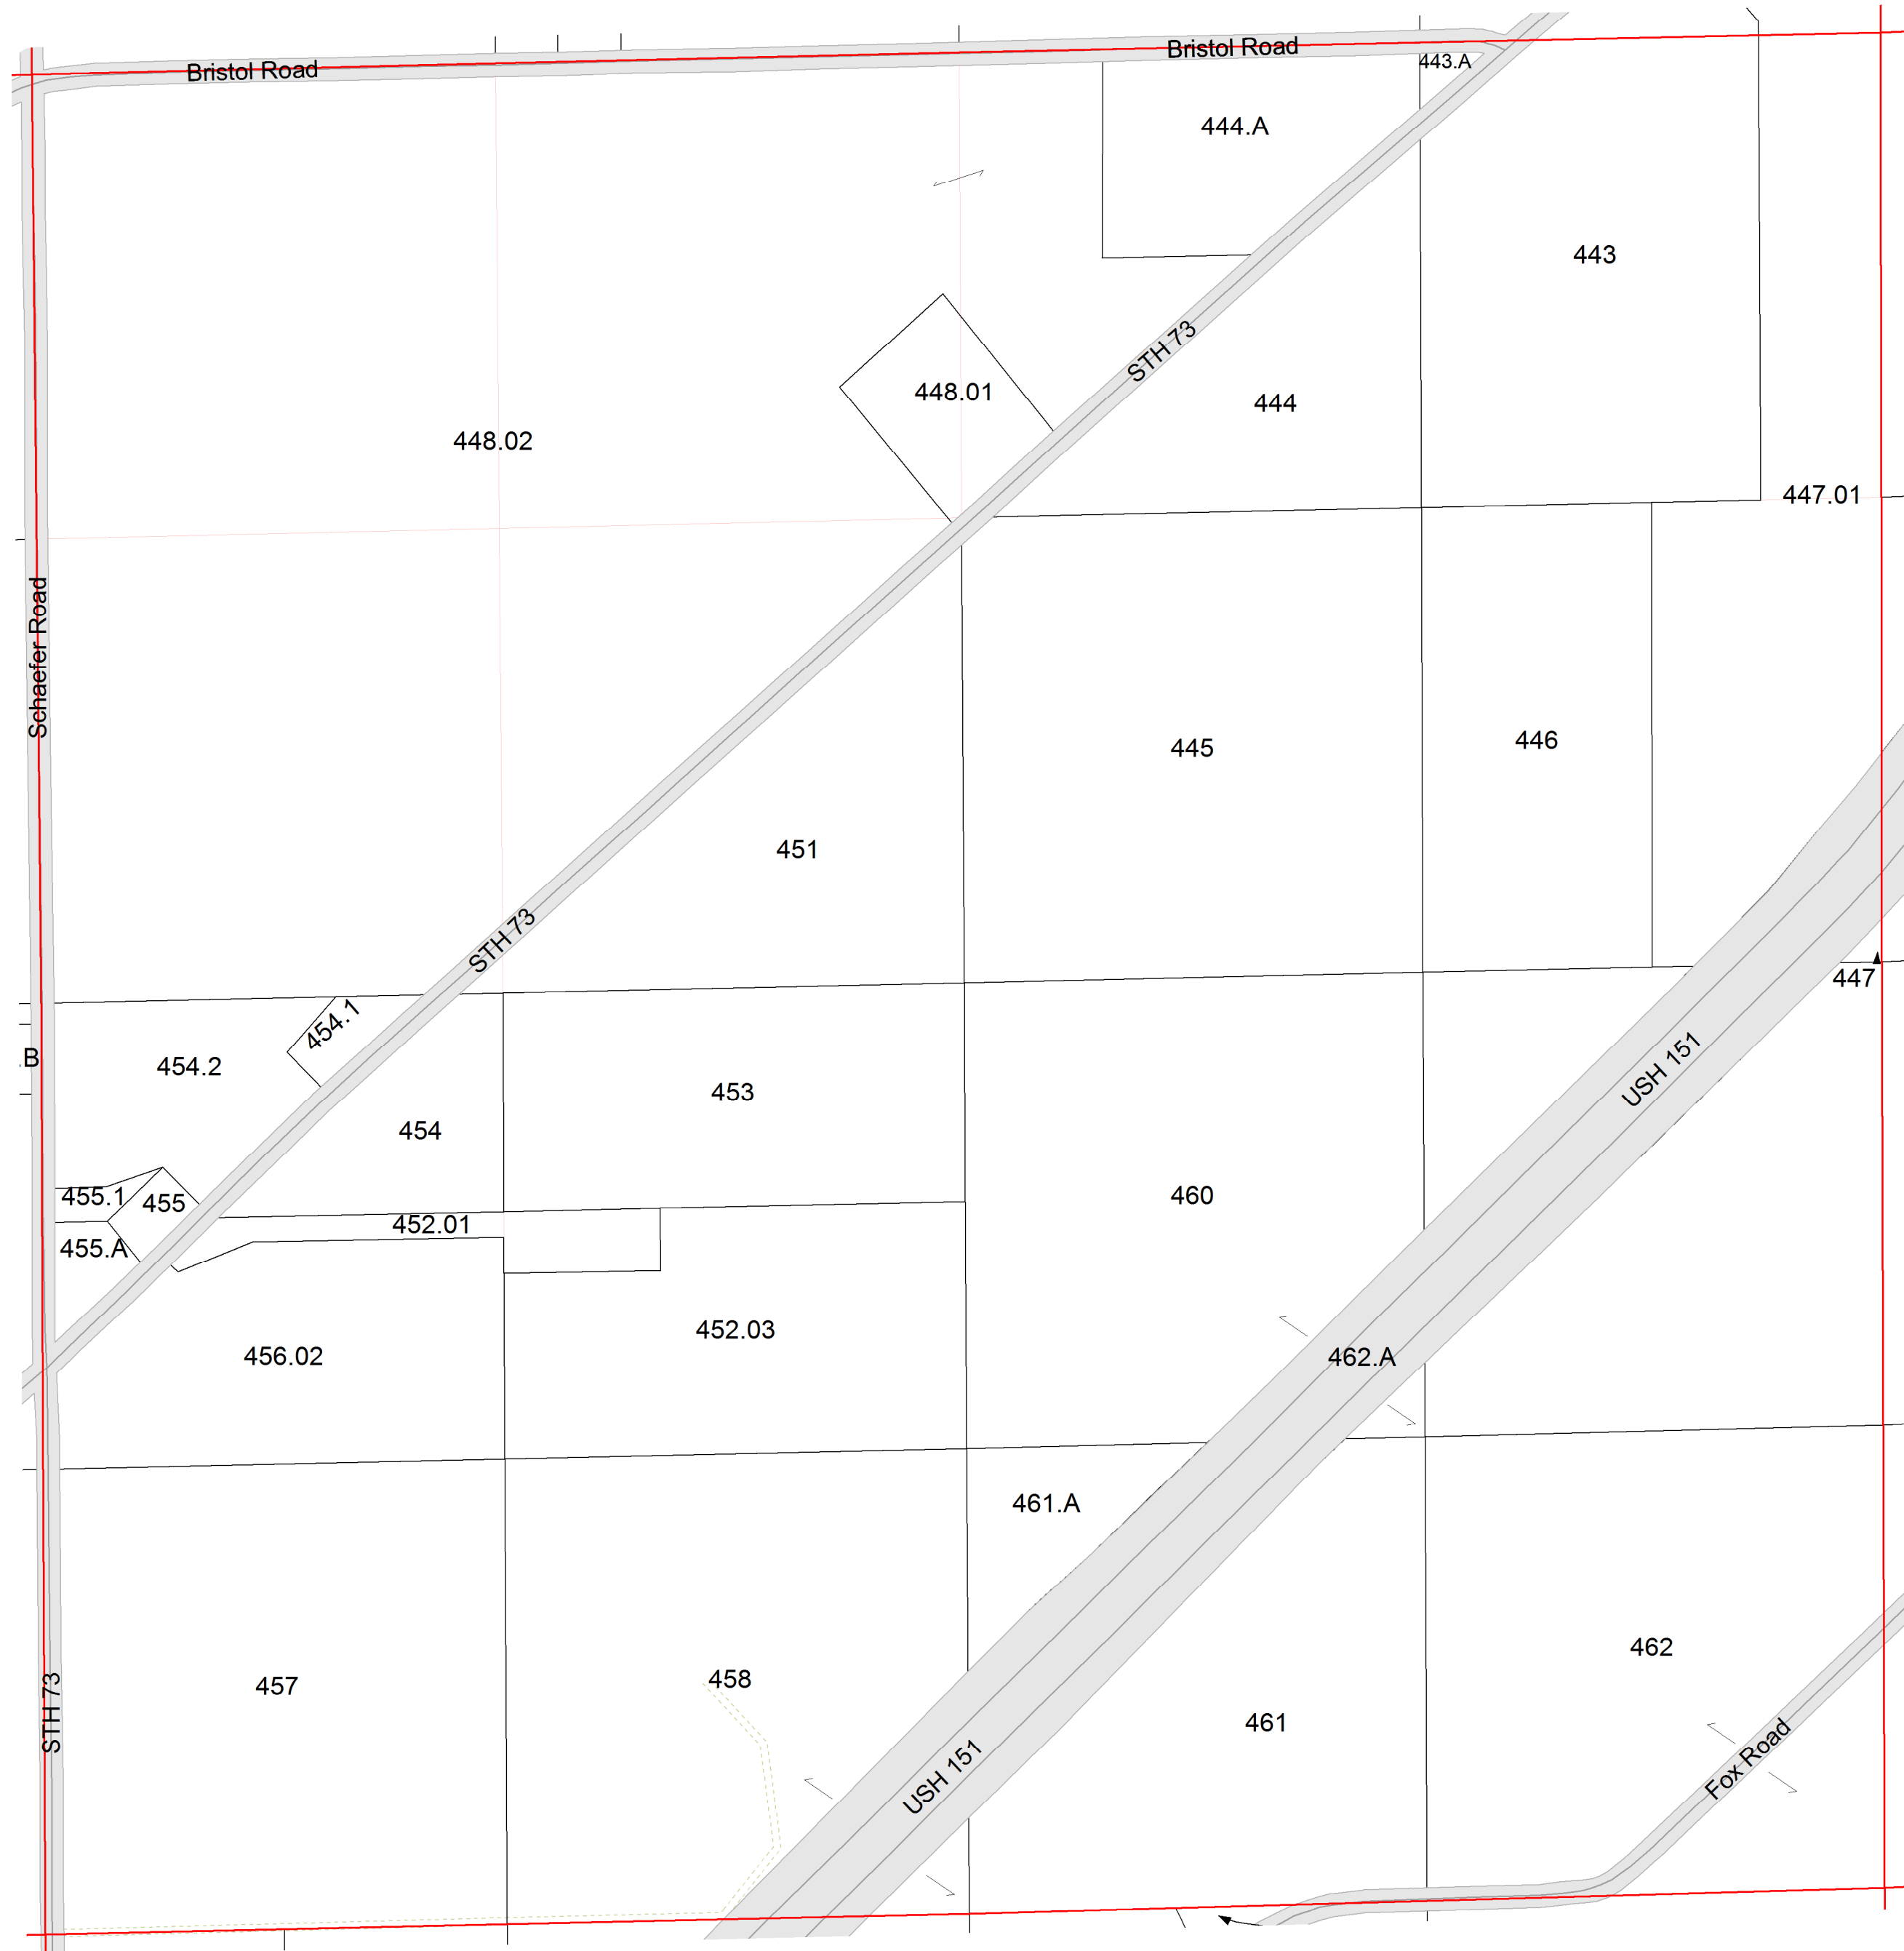 Bristol Road
Bristol Road
443.A
444.A
443
STH 73
448.01
444
448.02
447.01
Schaefer Road
445
446
451
STH 73
447
454.1
.B
454.2
USH 151
453
454
455.1
455
460
452.01
455.A
452.03
456.02
462.A
461.A
462
458
457
STH 73
461
USH 151
Fox Road